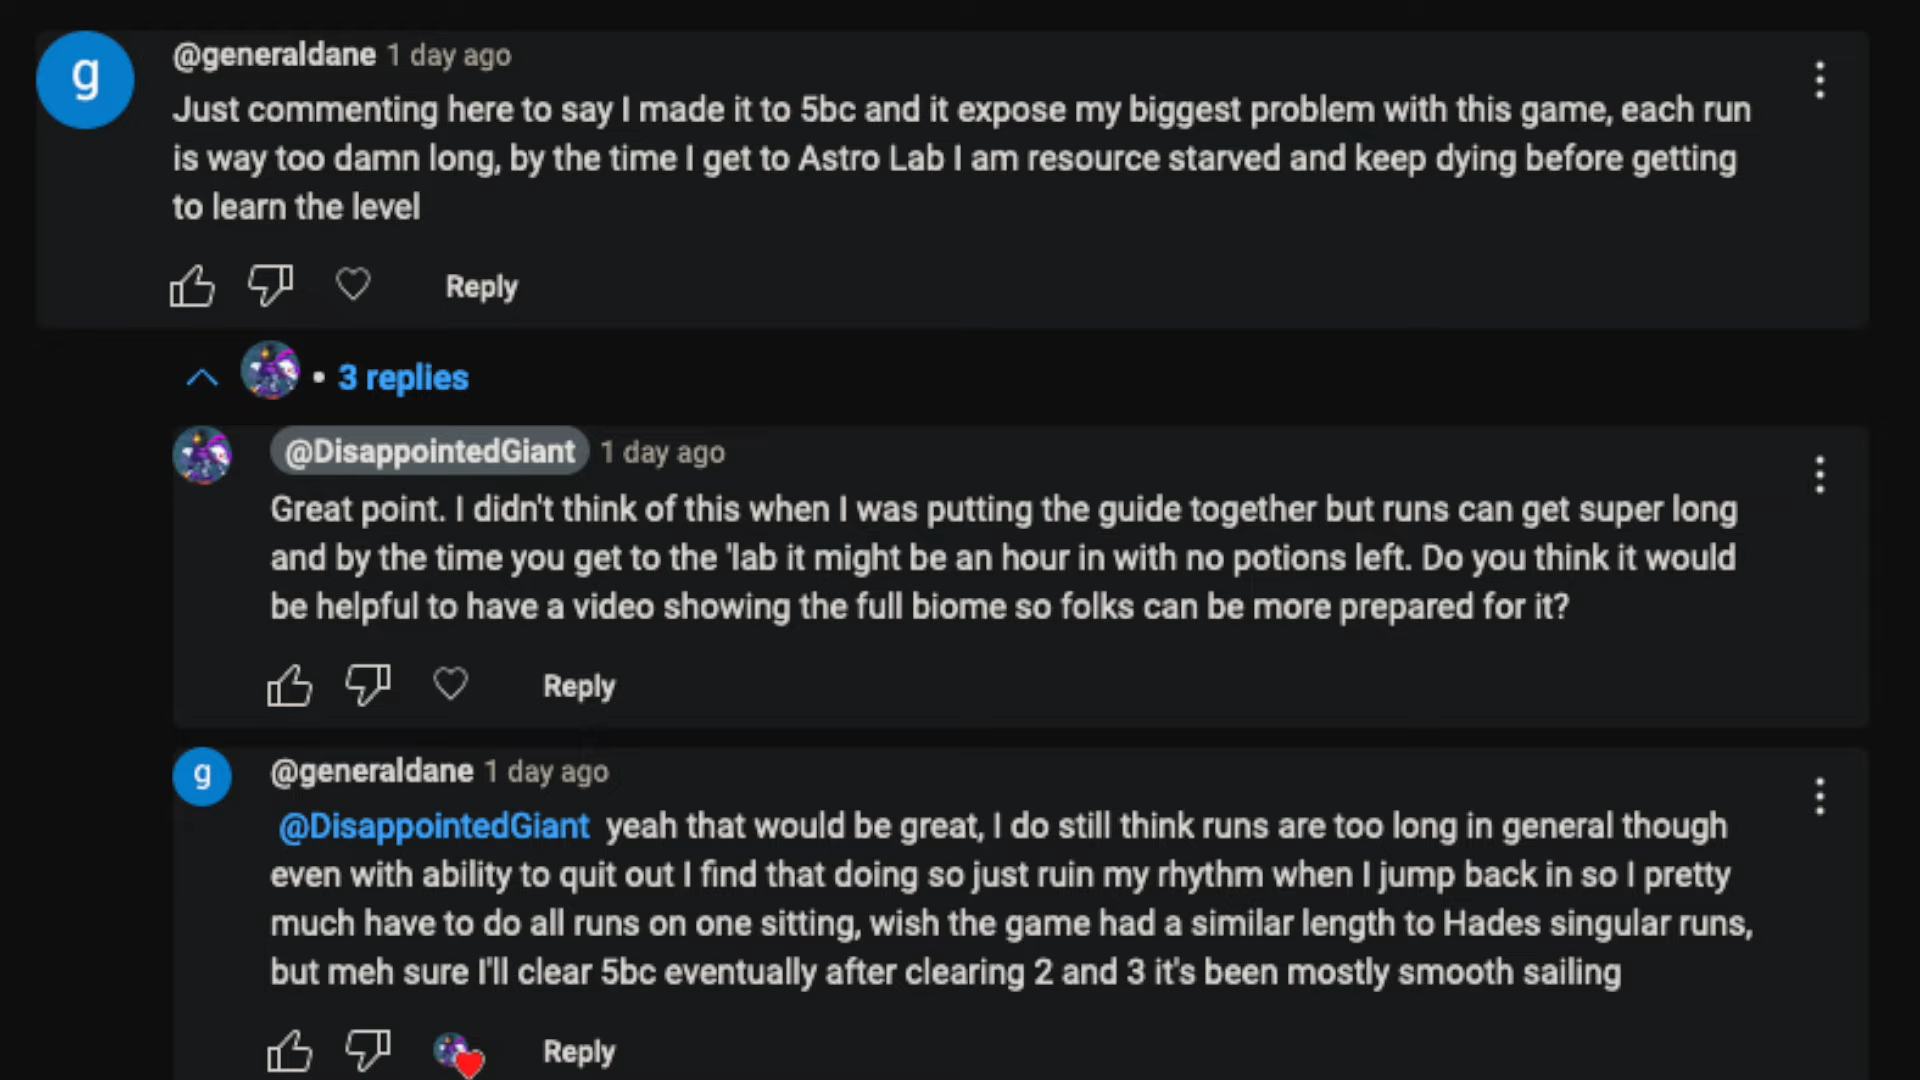 g
@generaldane 1 day ago
Just commenting here to say I made it to 5bc and it expose my biggest problem with this game, each run
is way too damn long, by the time I get to Astro Lab I am resource starved and keep dying before getting
to learn the level
Reply
• 3 replies
@DisappointedGiant 1 day ago
Great point. I didn't think of this when I was putting the guide together but runs can get super long
and by the time you get to the 'lab it might be an hour in with no potions left. Do you think it would
be helpful to have a video showing the full biome so folks can be more prepared for it?
Reply
g
@generaldane 1 day ago
@DisappointedGiant yeah that would be great, I do still think runs are too long in general though
even with ability to quit out I find that doing so just ruin my rhythm when I jump back in so I pretty
much have to do all runs on one sitting, wish the game had a similar length to Hades singular runs,
but meh sure I'll clear 5bc eventually after clearing 2 and 3 it's been mostly smooth sailing
Reply